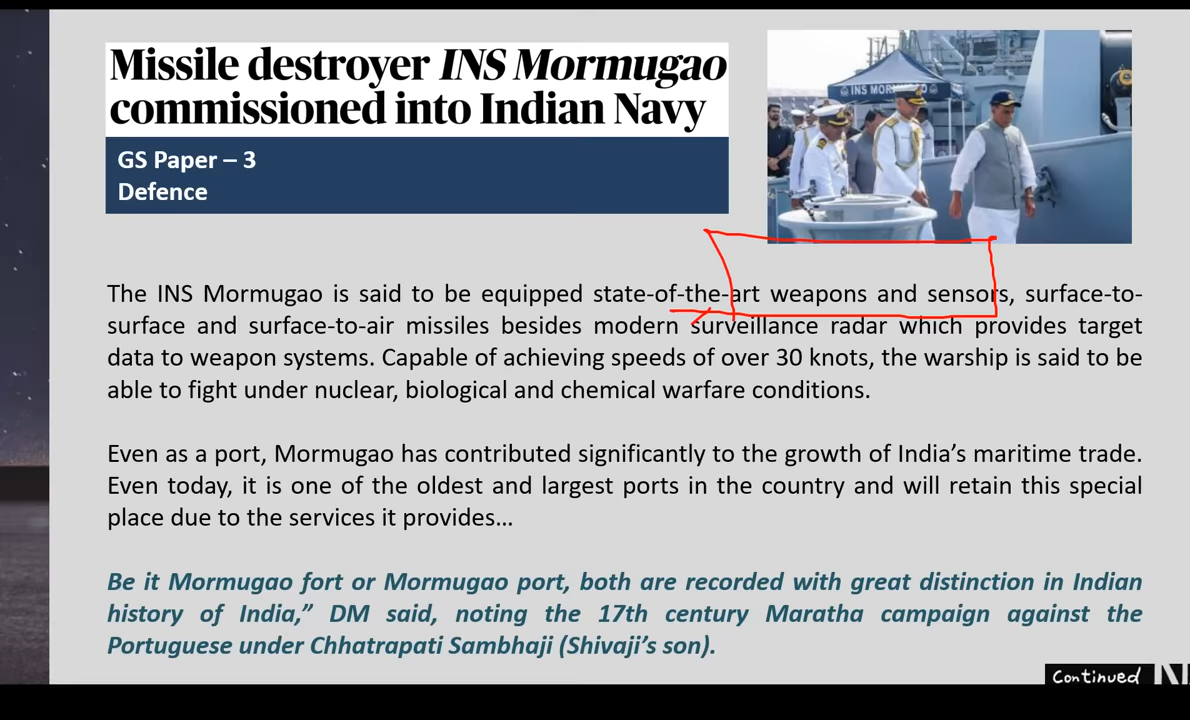 Missile destroyer INS Mormugao
commissioned into Indian Navy
GS Paper – 3
Defence
INS MOR
The INS Mormugao is said to be equipped state-of-the-art weapons and sensors, surface-to-
surface and surface-to-air missiles besides modern surveillance radar which provides target
data to weapon systems. Capable of achieving speeds of over 30 knots, the warship is said to be
able to fight under nuclear, biological and chemical warfare conditions.
Even as a port, Mormugao has contributed significantly to the growth of India’s maritime trade.
Even today, it is one of the oldest and largest ports in the country and will retain this special
place due to the services it provides…
Be it Mormugao fort or Mormugao port, both are recorded with great distinction in Indian
history of India,” DM said, noting the 17th century Maratha campaign against the
Portuguese under Chhatrapati Sambhaji (Shivaji’s son).
Continued